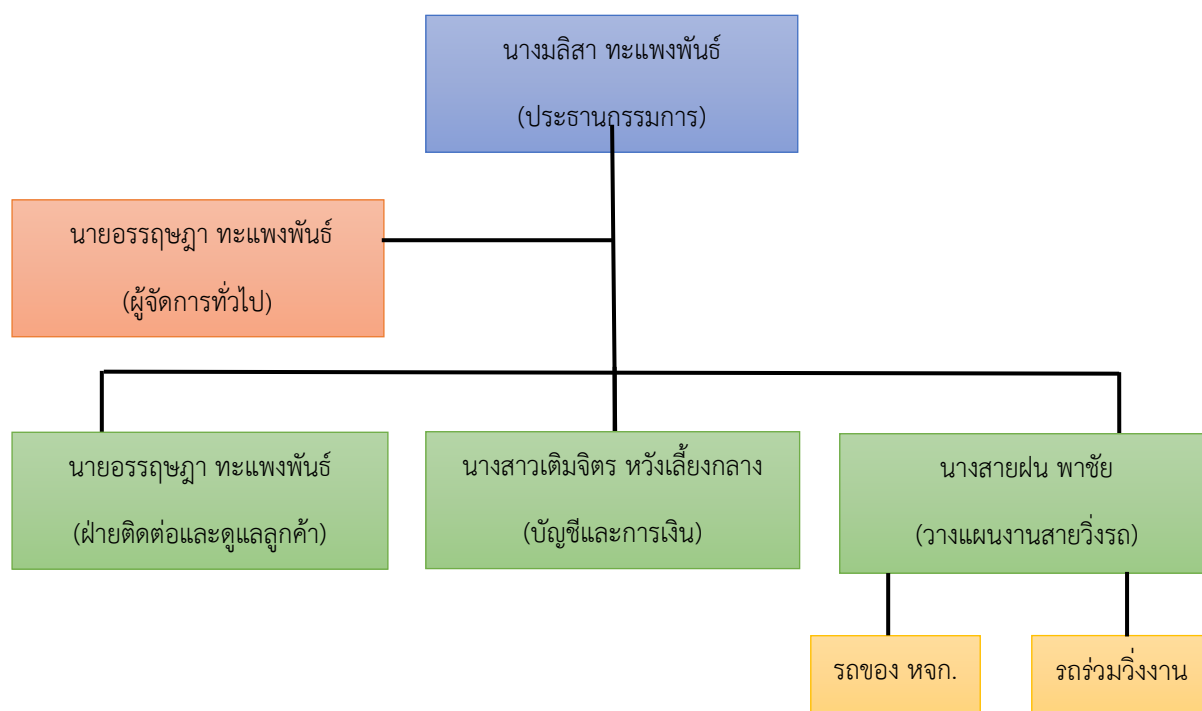 นางมลิสา ทะแพงพันธ์
(ประธานกรรมการ)
นายอรรฤษฎา ทะแพงพันธ์
(ผู้จัดการทั่วไป)
นายอรรฤษฎา ทะแพงพันธ์
(ฝ่ายติดต่อและดูแลลูกค้า)
นางสาวเติมจิตร หวังเลี้ยงกลาง
(บัญชีและการเงิน)
นางสายฝน พาชัย
(วางแผนงานสายวิ่งรถ)
รถของ หจก.
รถร่วมวิ่งงาน